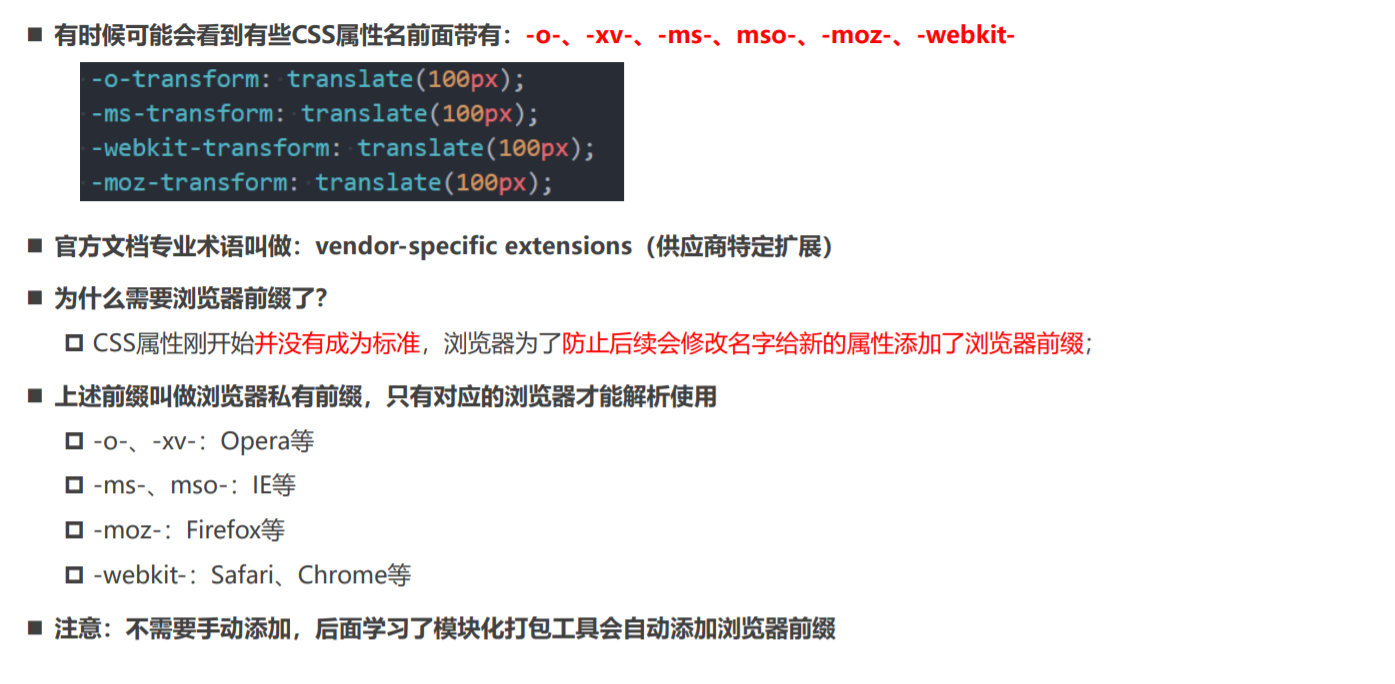 有时候可能会看到有些CSS属性名前面带有：-o-、-xv-、-ms-、mso-、-moz-、-webkit-
-o-transform: translate(100px);
-ms-transform: translate(100px);
-webkit-transform: translate(100px);
-moz-transform: translate(100px);
官方文档专业术语叫做：vendor-specific extensions（供应商特定扩展）
为什么需要浏览器前缀了？
CSS属性刚开始并没有成为标准，浏览器为了防止后续会修改名字给新的属性添加了浏览器前缀；
上述前缀叫做浏览器私有前缀，只有对应的浏览器才能解析使用
-o-、-xv-：Opera等
-ms-、mso-：IE等
-moz-：Firefox等
-webkit-：Safari、Chrome等
注意：不需要手动添加，后面学习了模块化打包工具会自动添加浏览器前缀